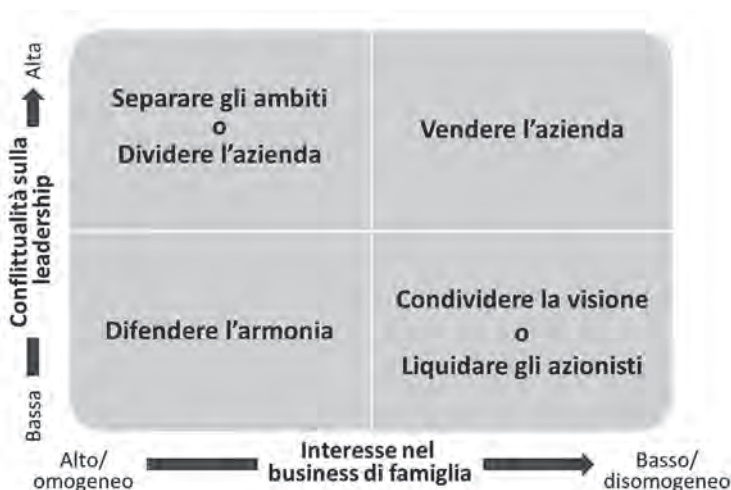 Alta
Conflittualità sulla
leadership
Bassa
Separare gli ambiti
o
Dividere l'azienda
Vendere l'azienda
Difendere l'armonia
Condividere la visione
o
Liquidare gli azionisti
Alto/
omogeneo
Interesse nel
business di famiglia
Basso/
disomogeneo